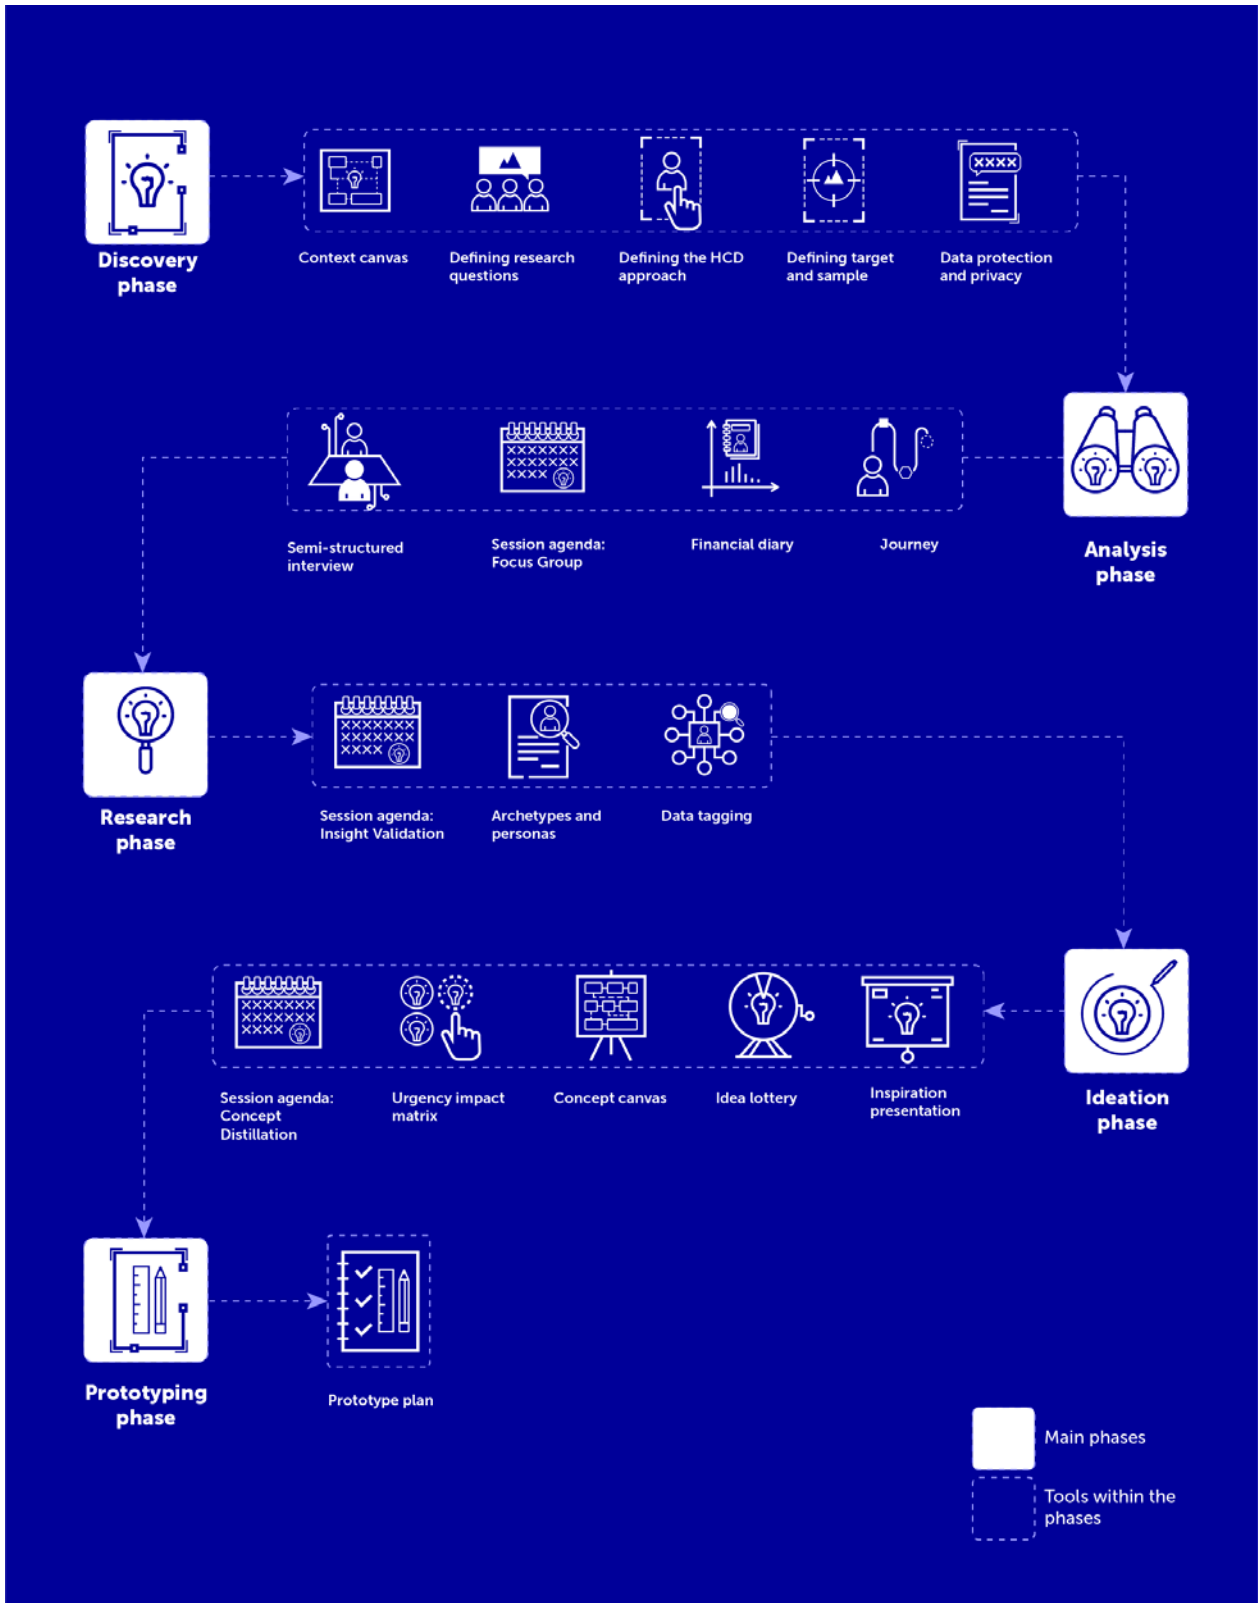 Discovery
phase
Context canvas
Defining research
questions
Defining the HCD
approach
Defining target
and sample
XXXX
Data protection
and privacy
Semi-structured
interview
Session agenda:
Focus Group
Financial diary
Journey
Analysis
phase
Research
phase
Session agenda:
Insight Validation
Archetypes and
personas
Data tagging
Session agenda:
Concept
Distillation
Urgency impact
matrix
Concept canvas
Idea lottery
Inspiration
presentation
Ideation
phase
Prototyping
phase
Prototype plan
Main phases
Tools within the
phases